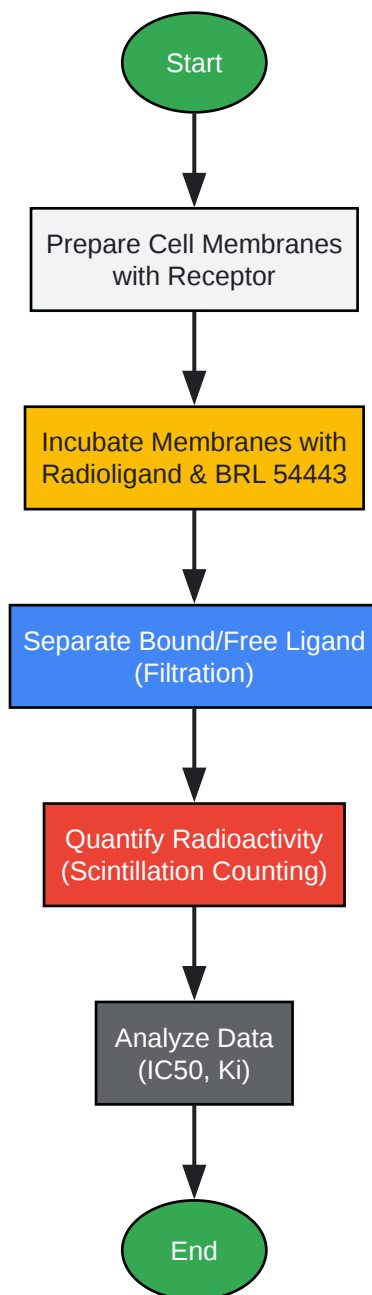 Start
Prepare Cell Membranes
with Receptor
Incubate Membranes with
Radioligand & BRL 54443
Separate Bound/Free Ligand
(Filtration)
Quantify Radioactivity
(Scintillation Counting)
Analyze Data
(IC50, Ki)
End